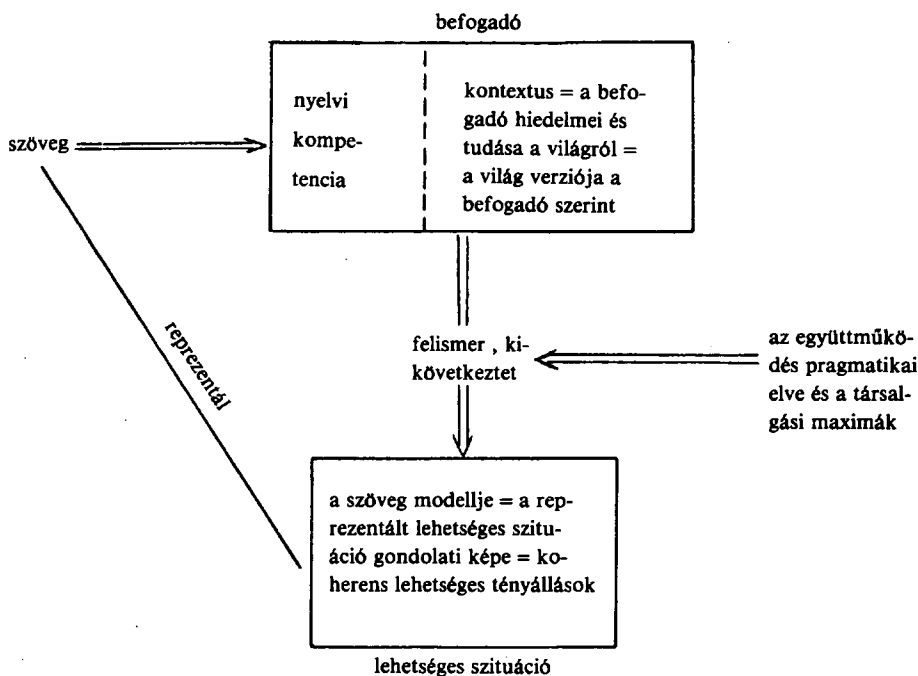 befogadó
nyelvi
kompe-
tencia
kontextus = a befo-
gadó hiedelmei és
tudása a világról =
a világ verziója a
befogadó szerint
szöveg
reprezentál
felismer , ki-
következtet
az együttműkö-
dés pragmatikai
elve és a társal-
gási maximák
a szöveg modellje = a rep-
rezentált lehetséges szitu-
áció gondolati képe = ko-
herens lehetséges tényállások
lehetséges szituáció